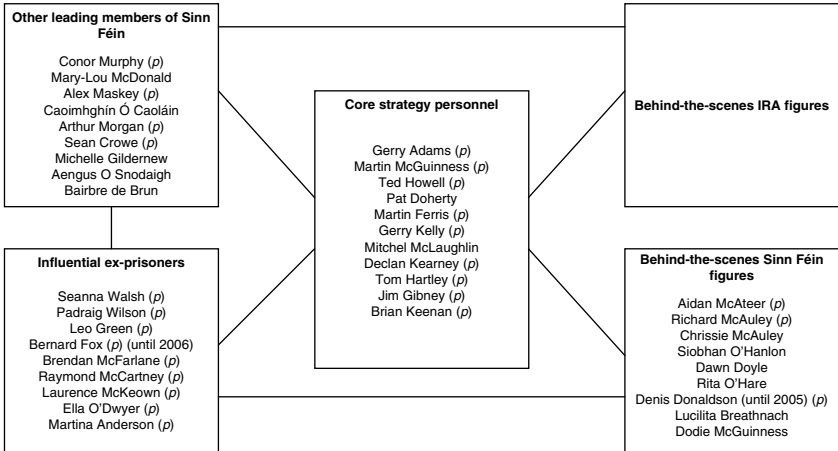 Other leading members of Sinn
Féin
Conor Murphy (p)
Mary-Lou McDonald
Alex Maskey (p)
Caoimhghín Ó Caoláin
Arthur Morgan (p)
Sean Crowe (p)
Michelle Gildernew
Aengus O Snodaigh
Bairbre de Brun
Core strategy personnel
Gerry Adams (p)
Martin McGuinness (p)
Ted Howell (p)
Pat Doherty
Martin Ferris (p)
Gerry Kelly (p)
Mitchel McLaughlin
Declan Kearney (p)
Tom Hartley (p)
Jim Gibney (p)
Brian Keenan (p)
Behind-the-scenes IRA figures
Influential ex-prisoners
Seanna Walsh (p)
Padraig Wilson (p)
Leo Green (p)
Bernard Fox (p) (until 2006)
Brendan McFarlane (p)
Raymond McCartney (p)
Laurence McKeown (p)
Ella O’Dwyer (p)
Martina Anderson (p)
Behind-the-scenes Sinn Féin
figures
Aidan McAteer (p)
Richard McAuley (p)
Chrissie McAuley
Siobhan O’Hanlon
Dawn Doyle
Rita O’Hare
Denis Donaldson (until 2005) (p)
Lucilita Breathnach
Dodie McGuinness